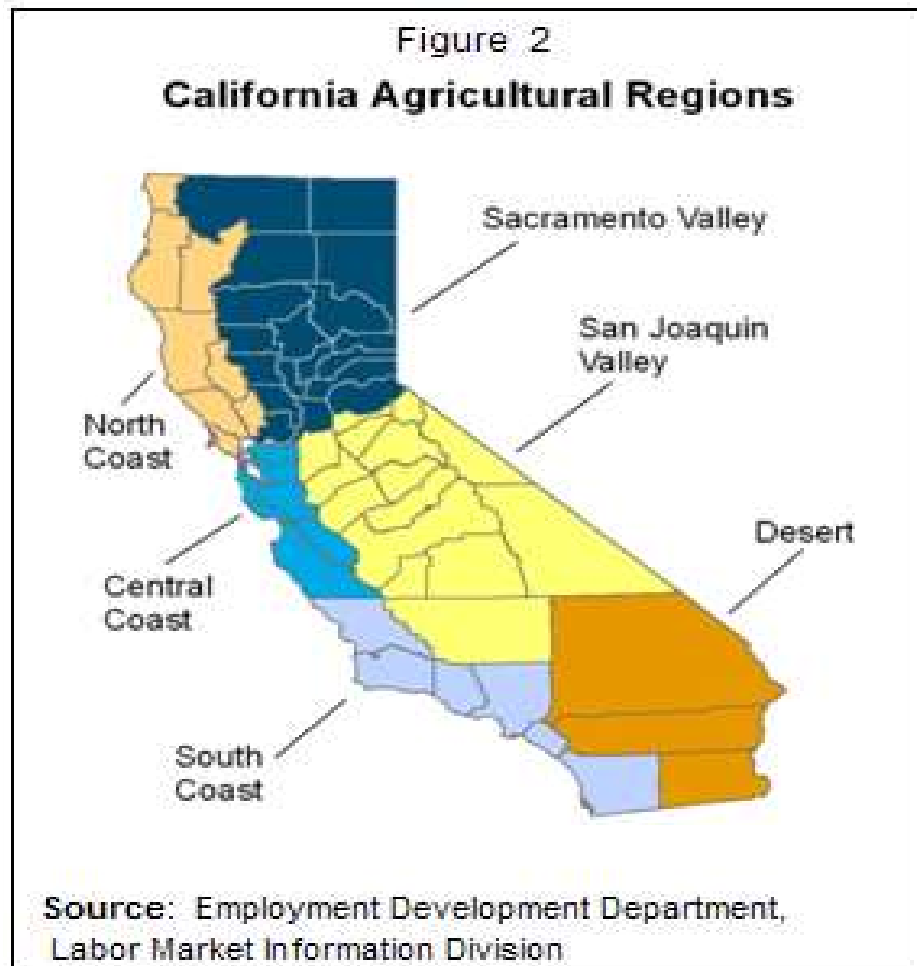 Figure 2
California Agricultural Regions
Sacramento Valley
San Joaquin
Valley
North
Coast
Desert
Central
Coast
South
Coast
Source: Employment Development Department,
Labor Market Information Division